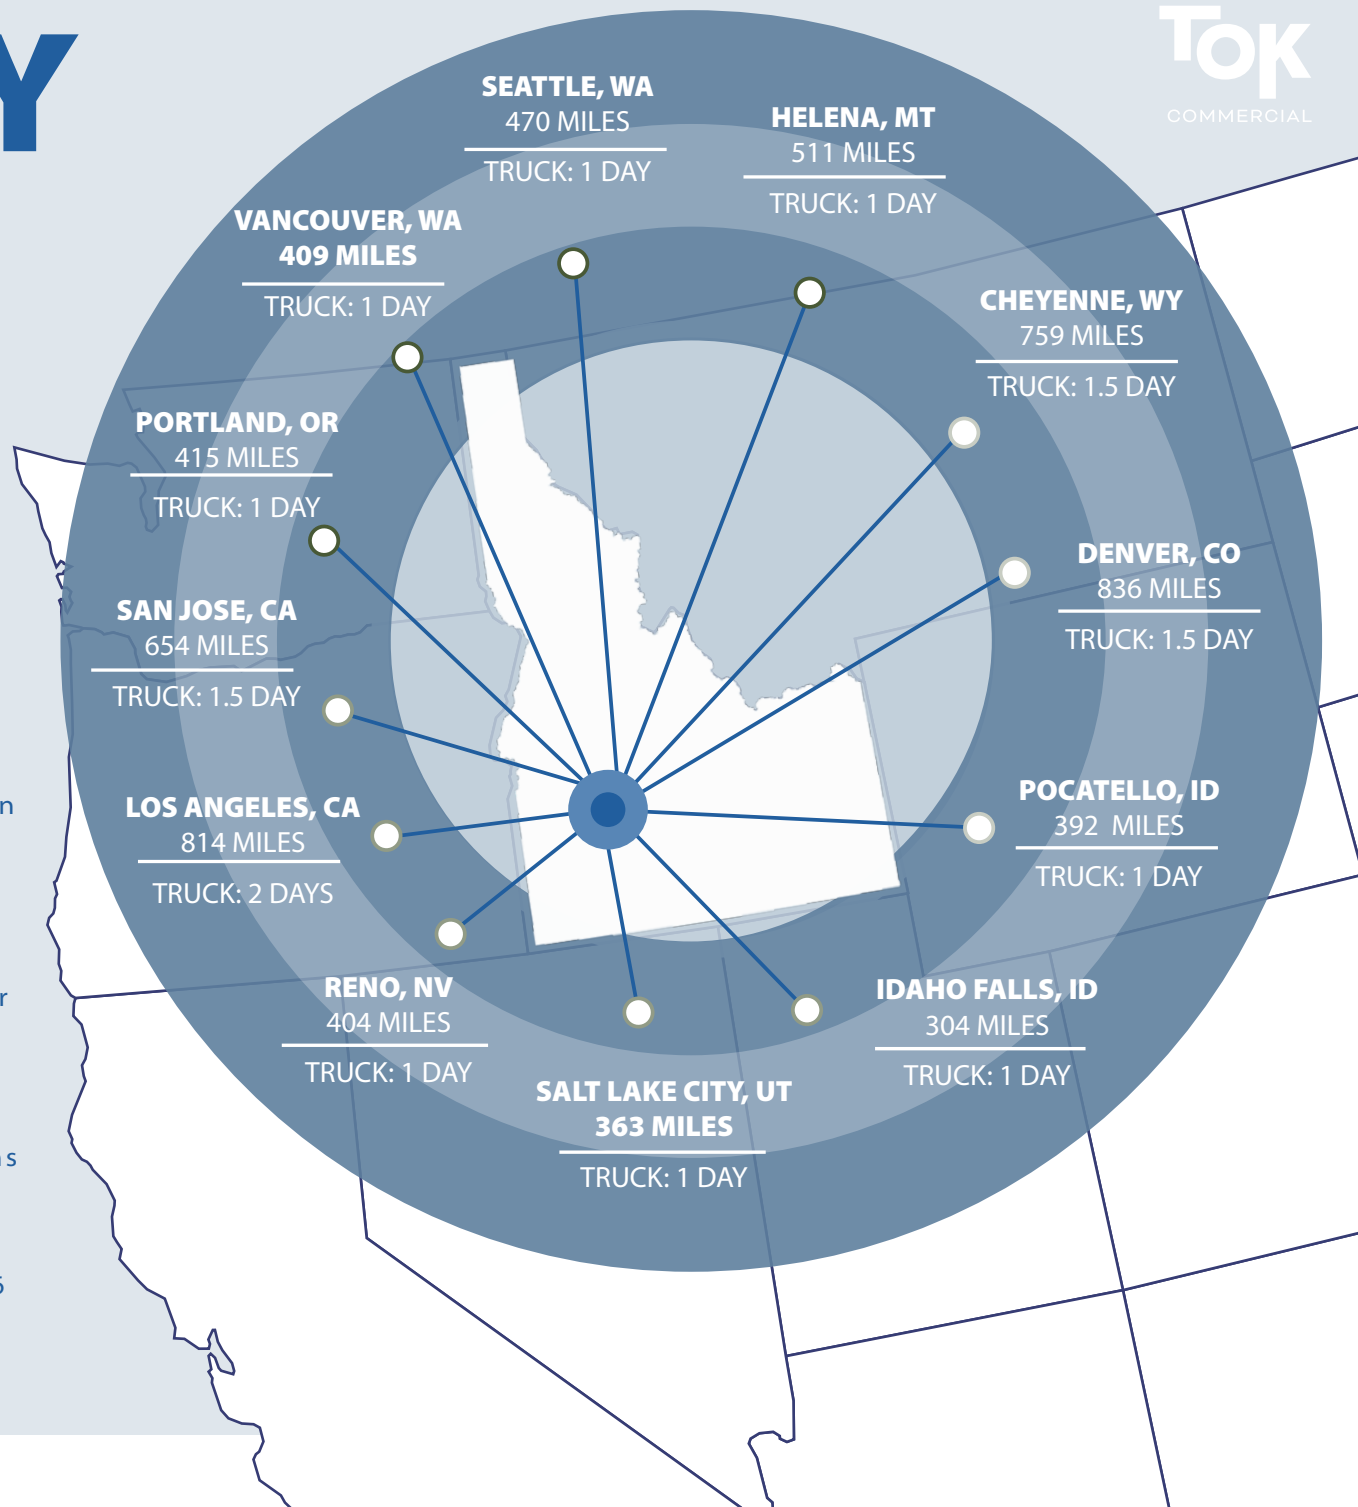 Y
TOK
COMMERCIAL
SEATTLE, WA
470 MILES
TRUCK: 1 DAY
HELENA, MT
511 MILES
TRUCK: 1 DAY
VANCOUVER, WA
409 MILES
TRUCK: 1 DAY
CHEYENNE, WY
759 MILES
TRUCK: 1.5 DAY
PORTLAND, OR
415 MILES
TRUCK: 1 DAY
DENVER, CO
836 MILES
TRUCK: 1.5 DAY
SAN JOSE, CA
654 MILES
TRUCK: 1.5 DAY
POCATELLO, ID
392 MILES
TRUCK: 1 DAY
LOS ANGELES, CA
814 MILES
TRUCK: 2 DAYS
RENO, NV
404 MILES
TRUCK: 1 DAY
IDAHO FALLS, ID
304 MILES
TRUCK: 1 DAY
SALT LAKE CITY, UT
363 MILES
TRUCK: 1 DAY